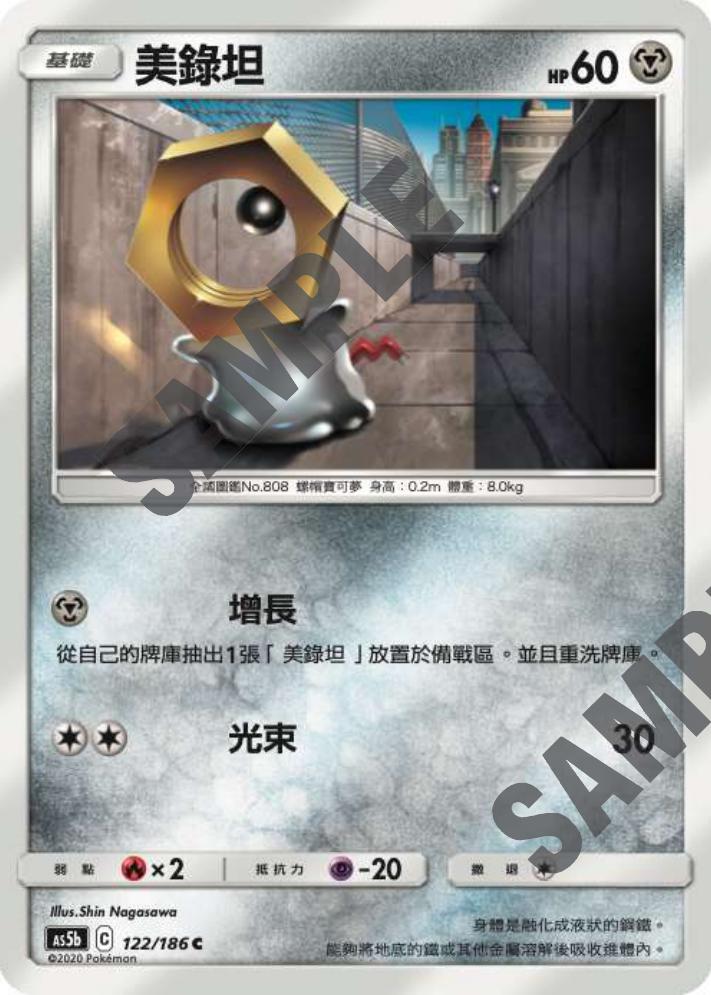 基礎 美錄坦 HP60
全國圖鑑No.808 螺帽寶可夢 身高：0.2m 體重：8.0kg
增長
從自己的牌庫抽出1張「美錄坦」放置於備戰區。並且重洗牌庫。
光束 30
弱點 ×2 抵抗力 -20 撤退
Illus.Shin Nagasawa
身體是融化成液狀的鋼鐵。
AS5b C 122/186 C
能夠將地底的鐵或其他金屬溶解後吸收進體內。
©2020 Pokémon
SAMPLE
SAMPLE